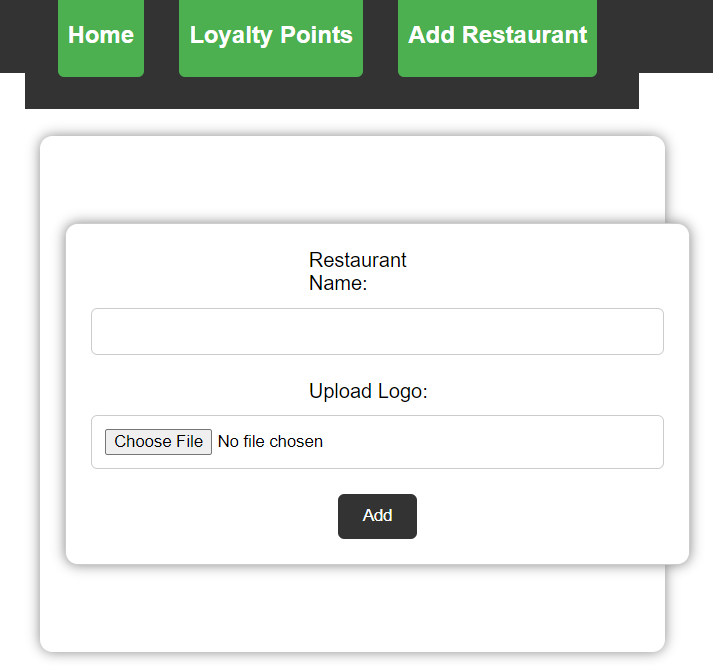 Home Loyalty Points Add Restaurant
Restaurant
Name:
Upload Logo:
Choose File No file chosen
Add